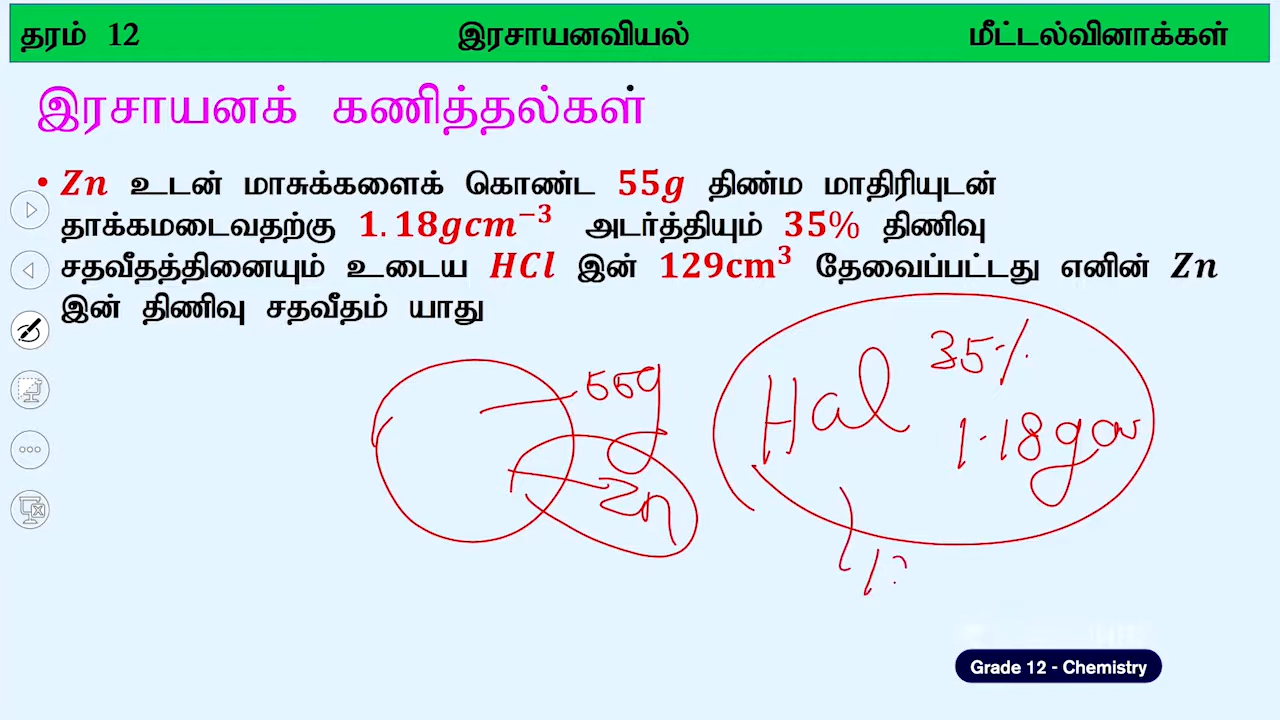 தரம் 12 இரசாயனவியல் மீட்டல்வினாக்கள்
இரசாயனக் கணித்தல்கள்
• Zn உடன் மாசுக்களைக் கொண்ட 55g திண்ம மாதிரியுடன்
தாக்கமடைவதற்கு 1.18gcm⁻³ அடர்த்தியும் 35% திணிவு
சதவீதத்தினையும் உடைய HCl இன் 129cm³ தேவைப்பட்டது எனின் Zn
இன் திணிவு சதவீதம் யாது
55g
Zn
HCl 35%
1.18g
Grade 12 - Chemistry